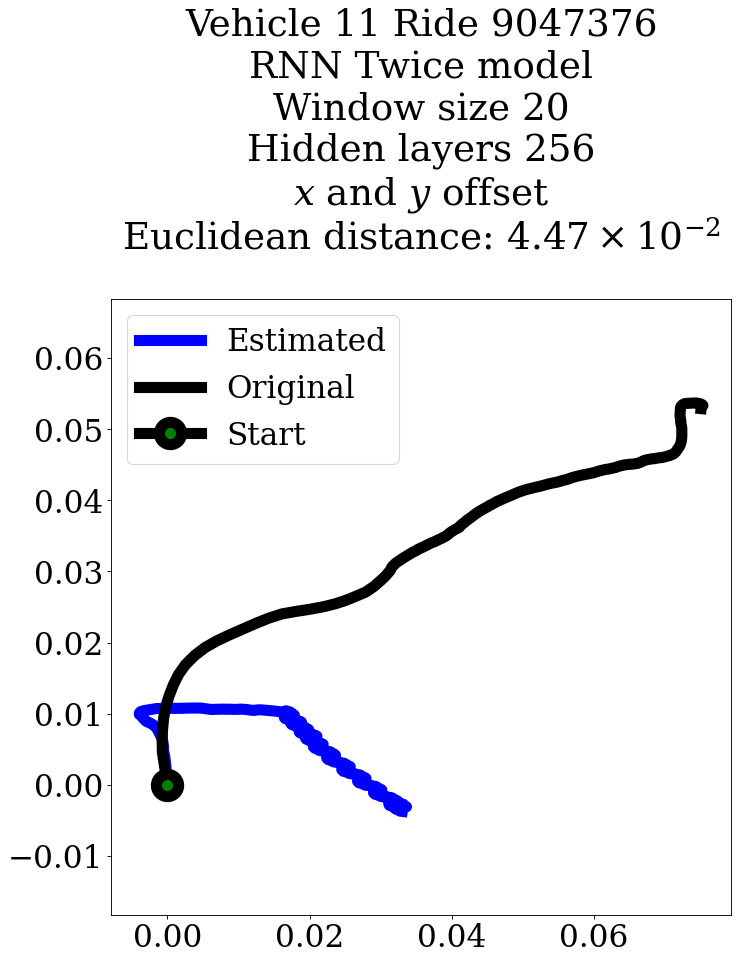 Vehicle 11 Ride 9047376
RNN Twice model
Window size 20
Hidden layers 256
x and y offset
Euclidean distance: 4.47 × 10⁻²
Estimated
Original
Start
0.06
0.05
0.04
0.03
0.02
0.01
0.00
−0.01
0.00 0.02 0.04 0.06